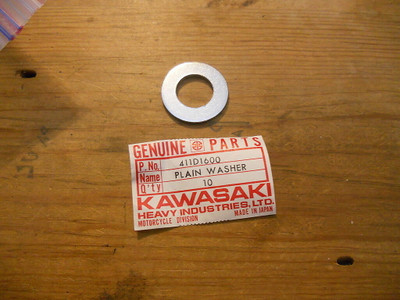 GENUINE PARTS
P.No. 411D1600
Name PLAIN WASHER
Q'ty 10
KAWASAKI
HEAVY INDUSTRIES, LTD.
MOTORCYCLE DIVISION MADE IN JAPAN